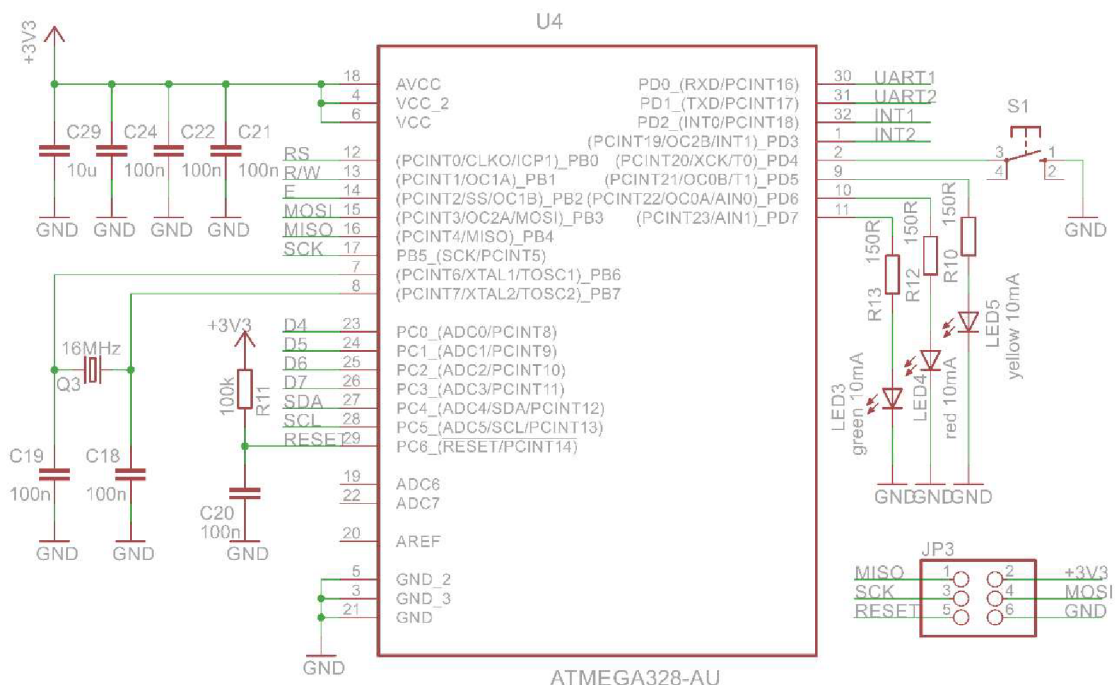 U4
+3V3
18 AVCC
4 VCC_2
6 VCC
C29 10u
C24 100n
C22 100n
C21 100n
GND GND GND GND
RS 12 (PCINT0/CLKO/ICP1)_PB0
R/W 13 (PCINT1/OC1A)_PB1
E 14 (PCINT2/SS/OC1B)_PB2
MOSI 15 (PCINT3/OC2A/MOSI)_PB3
MISO 16 (PCINT4/MISO)_PB4
SCK 17 PB5_(SCK/PCINT5)
7 (PCINT6/XTAL1/TOSC1)_PB6
8 (PCINT7/XTAL2/TOSC2)_PB7
16MHz
Q3
C19 100n
C18 100n
GND GND
+3V3
100k
R11
C20
100n
GND
D4 23 PC0_(ADC0/PCINT8)
D5 24 PC1_(ADC1/PCINT9)
D6 25 PC2_(ADC2/PCINT10)
D7 26 PC3_(ADC3/PCINT11)
SDA 27 PC4_(ADC4/SDA/PCINT12)
SCL 28 PC5_(ADC5/SCL/PCINT13)
RESET 29 PC6_(RESET/PCINT14)
19 ADC6
22 ADC7
20 AREF
5 GND_2
3 GND_3
21 GND
GND
PD0_(RXD/PCINT16) 30 UART1
PD1_(TXD/PCINT17) 31 UART2
PD2_(INT0/PCINT18) 32 INT1
(PCINT19/OC2B/INT1)_PD3 1 INT2
(PCINT20/XCK/T0)_PD4 2
(PCINT21/OC0B/T1)_PD5 9
(PCINT22/OC0A/AIN0)_PD6 10
(PCINT23/AIN1)_PD7 11
S1
3 1
4 2
GND
150R
R13
150R
R12
150R
R10
LED3
green 10mA
LED4
red 10mA
LED5
yellow 10mA
GND GND GND
JP3
MISO 1 2 +3V3
SCK 3 4 MOSI
RESET 5 6 GND
ATMEGA328-AU